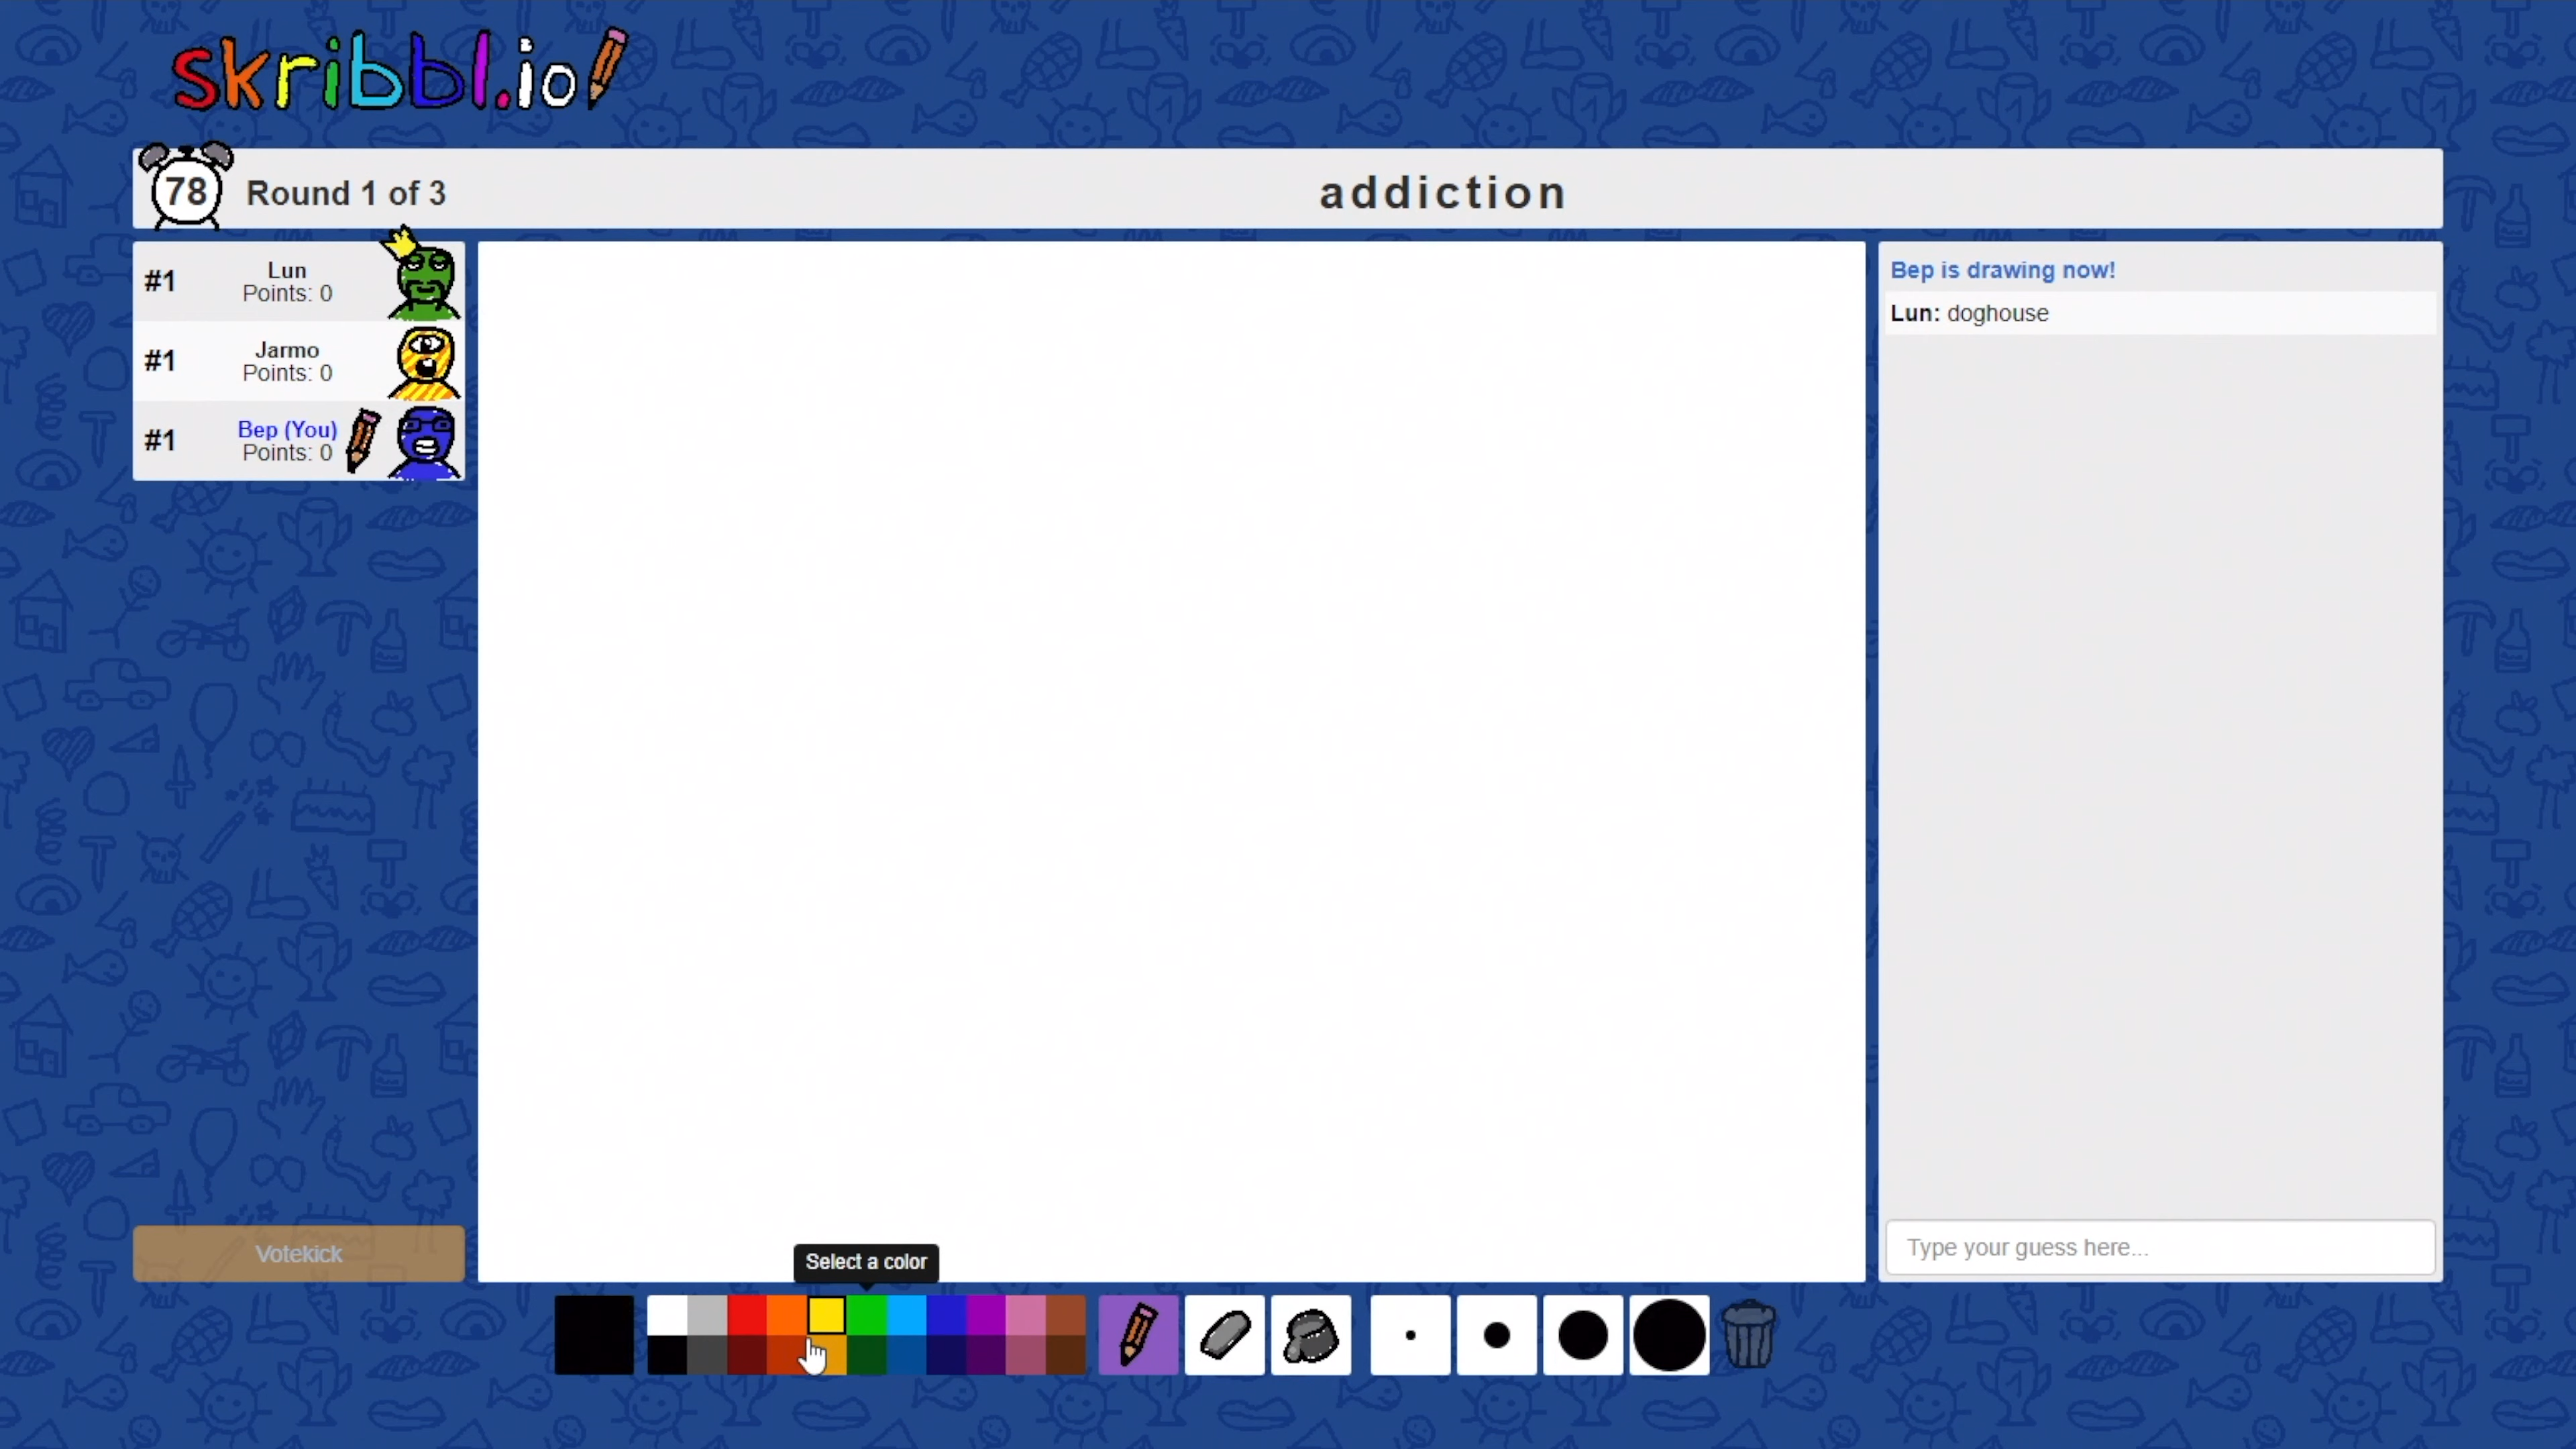 skribbl.io
78
Round 1 of 3
addiction
#1
Lun
Points: 0
#1
Jarmo
Points: 0
#1
Bep (You)
Points: 0
Bep is drawing now!
Lun: doghouse
Votekick
Select a color
Type your guess here...